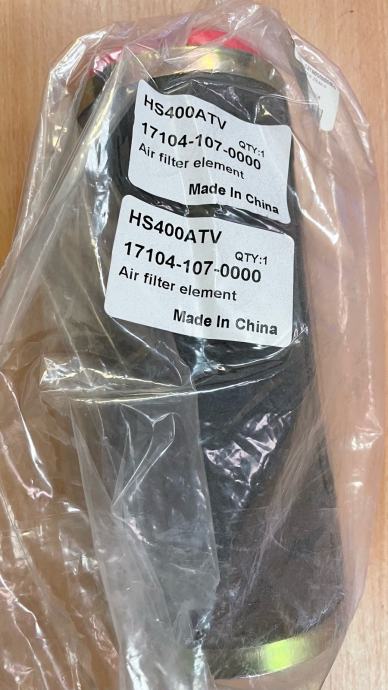 HS400ATV
17104-107-0000 QTY:1
Air filter element
Made In China
HS400ATV
17104-107-0000 QTY:1
Air filter element
Made In China